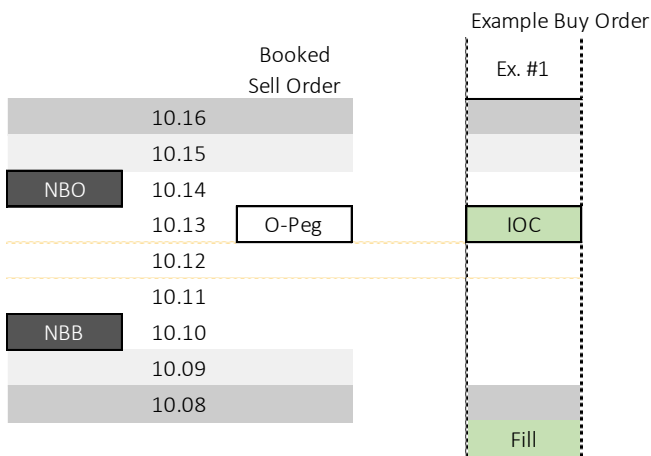 Example Buy Order
Booked
Sell Order
Ex. #1
10.16
10.15
NBO 10.14
10.13 O-Peg IOC
10.12
10.11
NBB 10.10
10.09
10.08
Fill